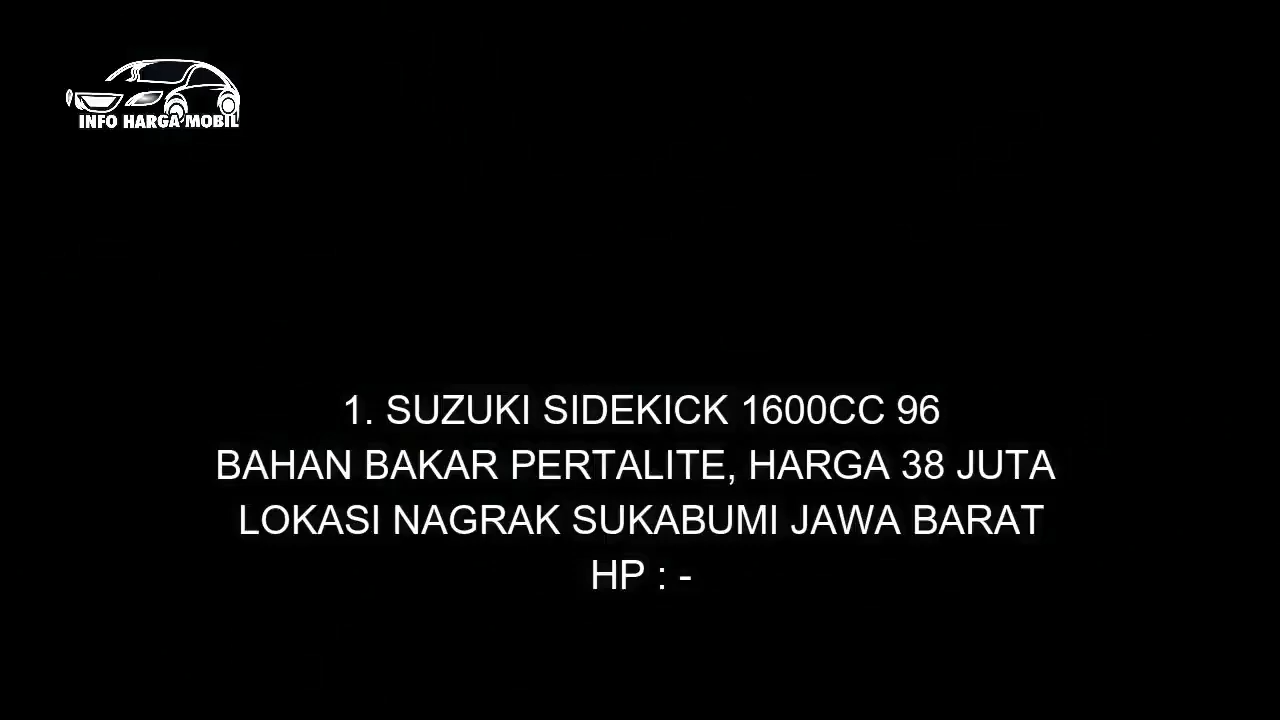 INFO HARGA MOBIL
1. SUZUKI SIDEKICK 1600CC 96
BAHAN BAKAR PERTALITE, HARGA 38 JUTA
LOKASI NAGRAK SUKABUMI JAWA BARAT
HP : -